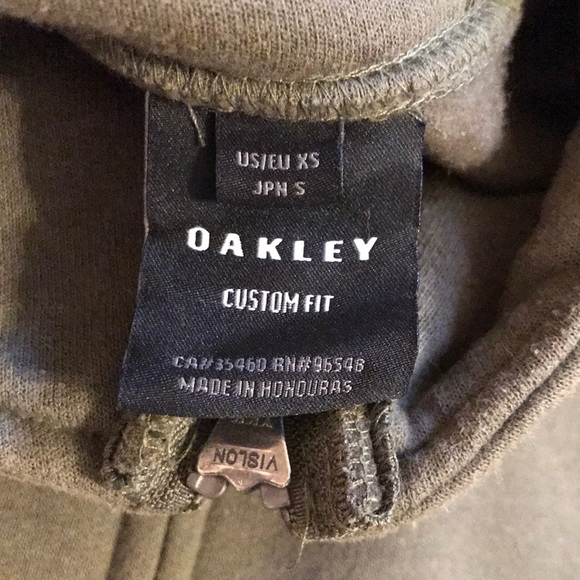 US/EU XS
JPN S
OAKLEY
CUSTOM FIT
CA#35460 RN#96548
MADE IN HONDURAS
VISLON